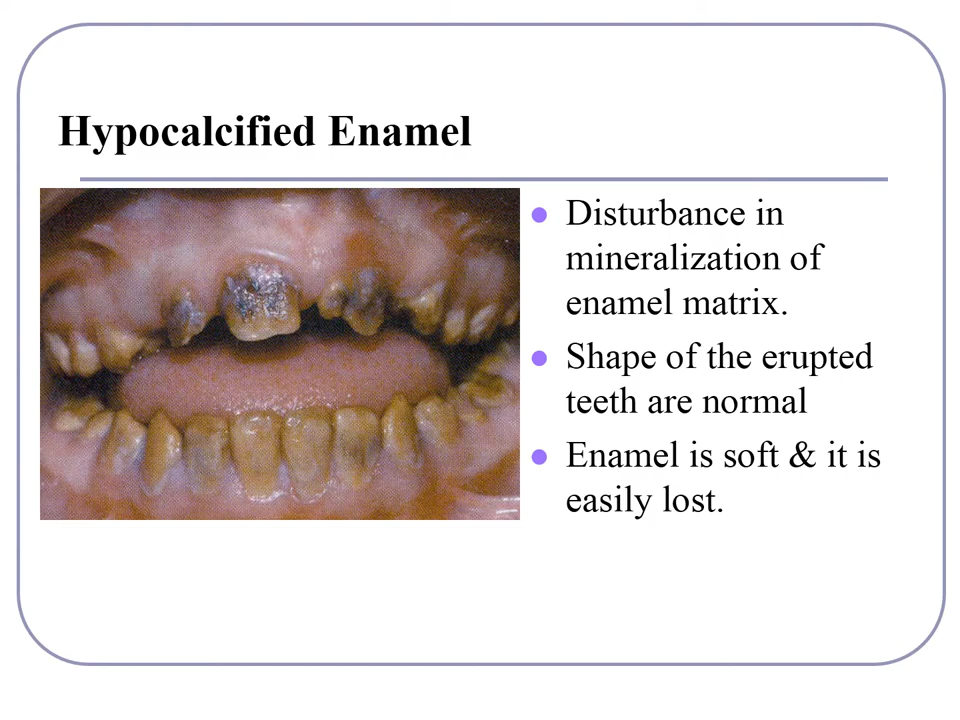 Hypocalcified Enamel
Disturbance in
mineralization of
enamel matrix.
Shape of the erupted
teeth are normal
Enamel is soft & it is
easily lost.